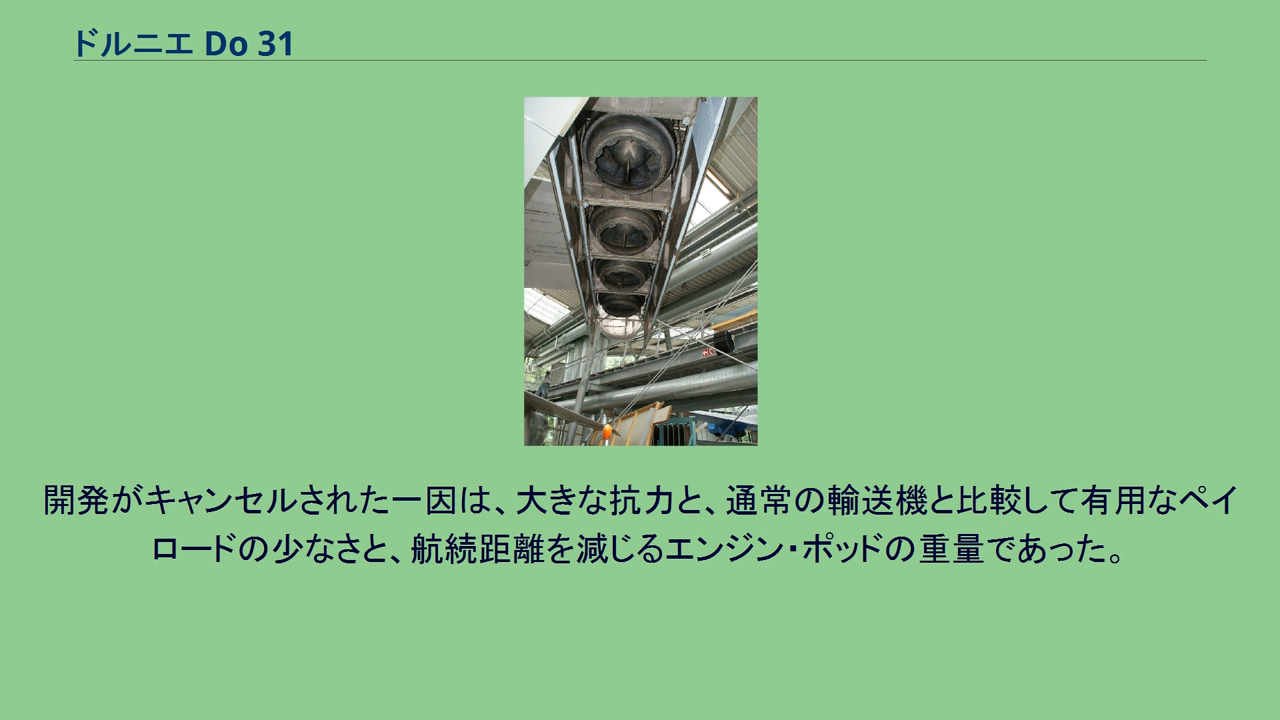 ドルニエ Do 31
開発がキャンセルされた一因は、大きな抗力と、通常の輸送機と比較して有用なペイ
ロードの少なさと、航続距離を減じるエンジン・ポッドの重量であった。